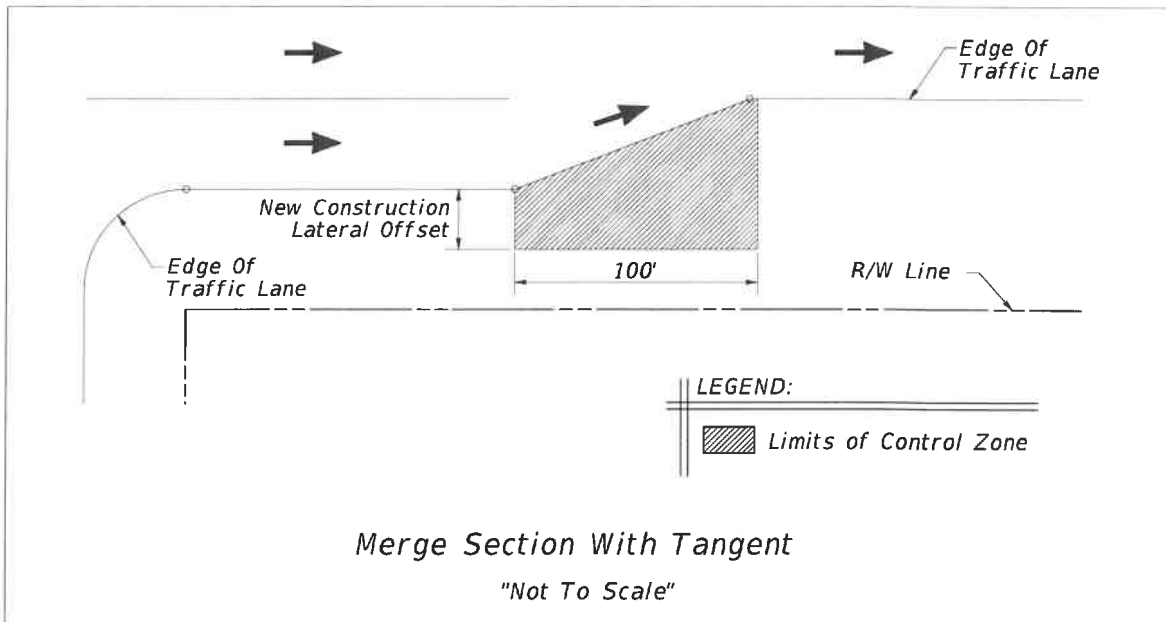 Edge Of
Traffic Lane
New Construction
Lateral Offset
Edge Of
Traffic Lane
100'
R/W Line
LEGEND:
Limits of Control Zone
Merge Section With Tangent
"Not To Scale"